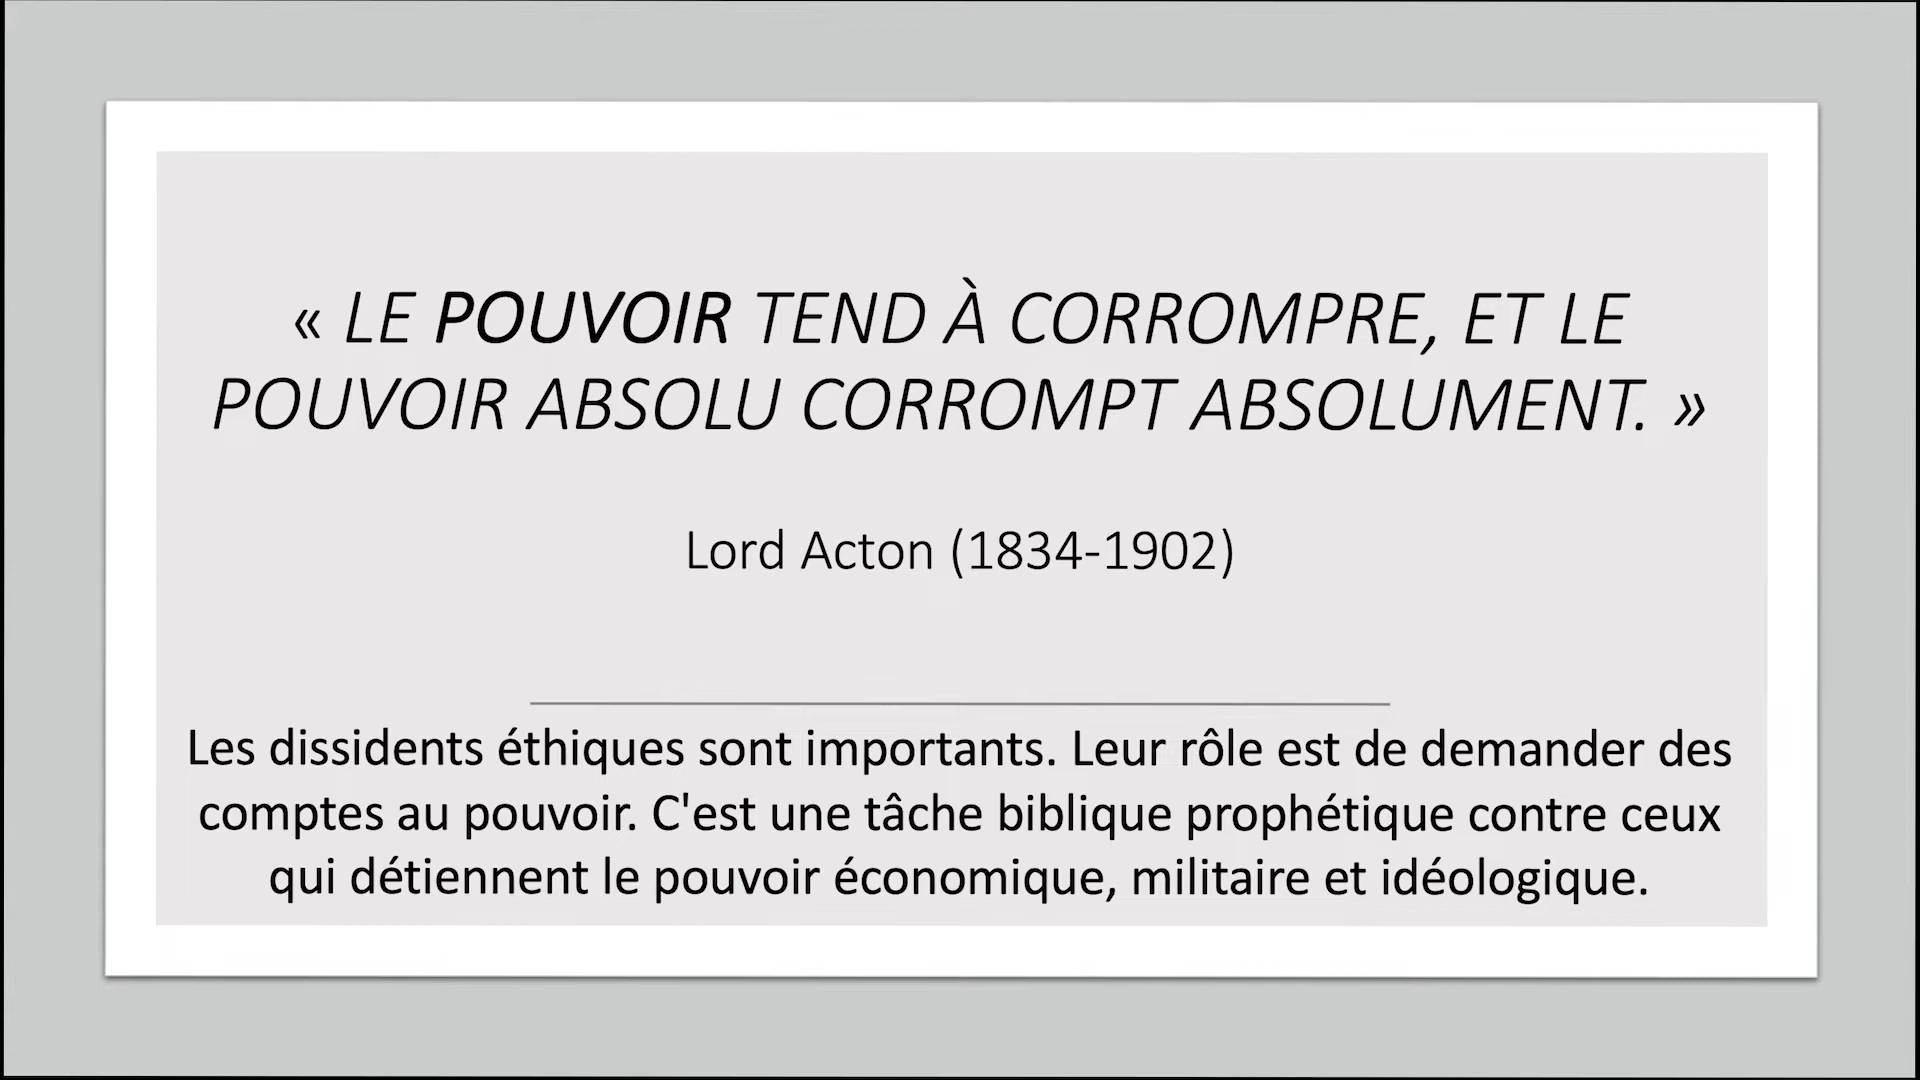 « LE POUVOIR TEND À CORROMPRE, ET LE
POUVOIR ABSOLU CORROMPT ABSOLUMENT. »
Lord Acton (1834-1902)
Les dissidents éthiques sont importants. Leur rôle est de demander des
comptes au pouvoir. C'est une tâche biblique prophétique contre ceux
qui détiennent le pouvoir économique, militaire et idéologique.